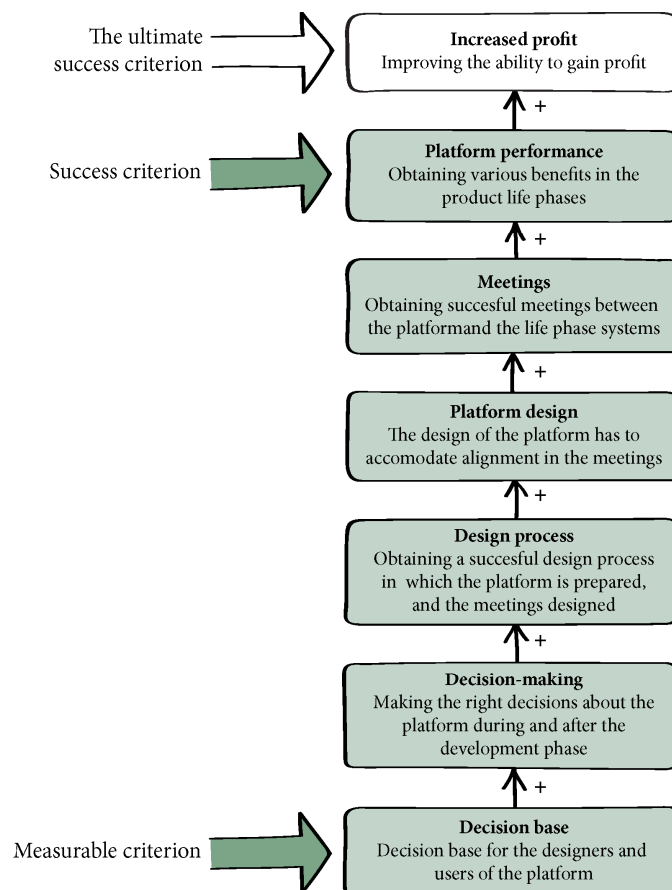 The ultimate
success criterion
Increased profit
Improving the ability to gain profit
+
Success criterion
Platform performance
Obtaining various benefits in the
product life phases
+
Meetings
Obtaining succesful meetings between
the platformand the life phase systems
+
Platform design
The design of the platform has to
accomodate alignment in the meetings
+
Design process
Obtaining a succesful design process
in which the platform is prepared,
and the meetings designed
+
Decision-making
Making the right decisions about the
platform during and after the
development phase
+
Measurable criterion
Decision base
Decision base for the designers and
users of the platform